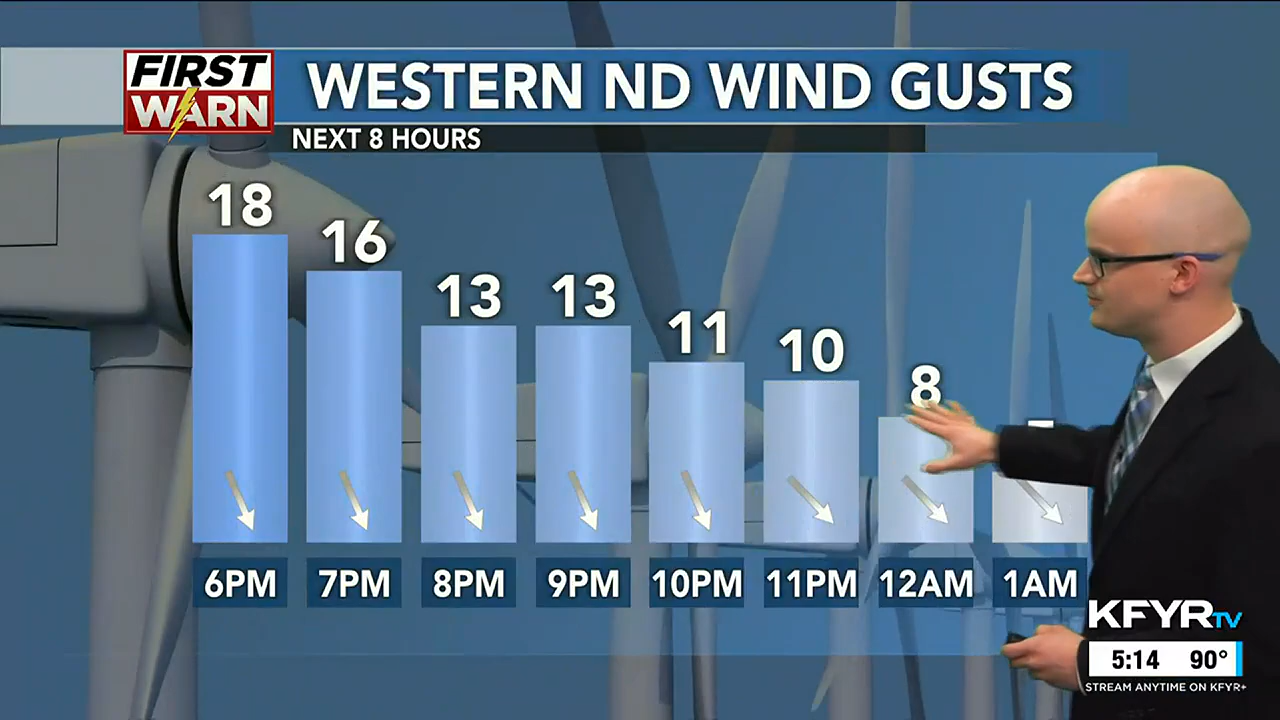 FIRST
WARN
WESTERN ND WIND GUSTS
NEXT 8 HOURS
18
16
13
13
11
10
8
6PM
7PM
8PM
9PM
10PM
11PM
12AM
1AM
KFYRTV
5:14 90°
STREAM ANYTIME ON KFYR+